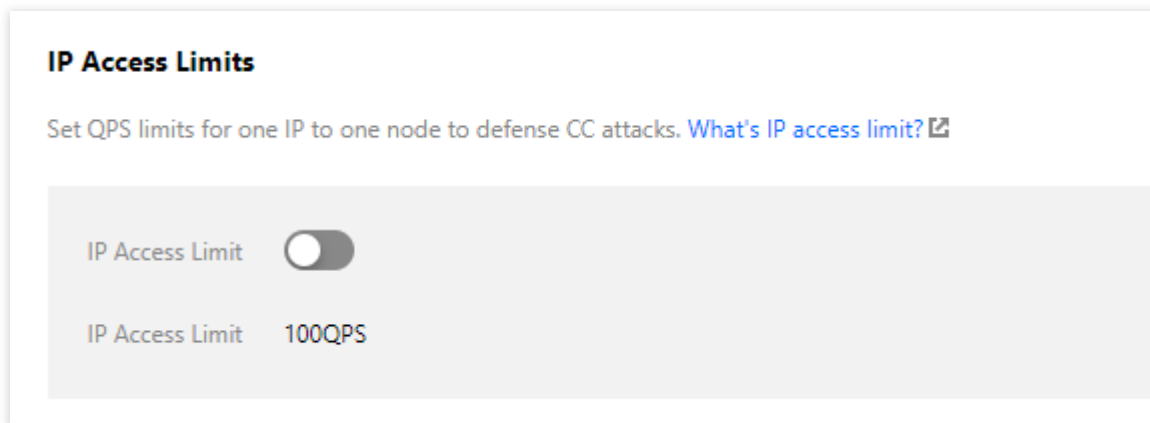 IP Access Limits
Set QPS limits for one IP to one node to defense CC attacks. What's IP access limit?
IP Access Limit
IP Access Limit 100QPS